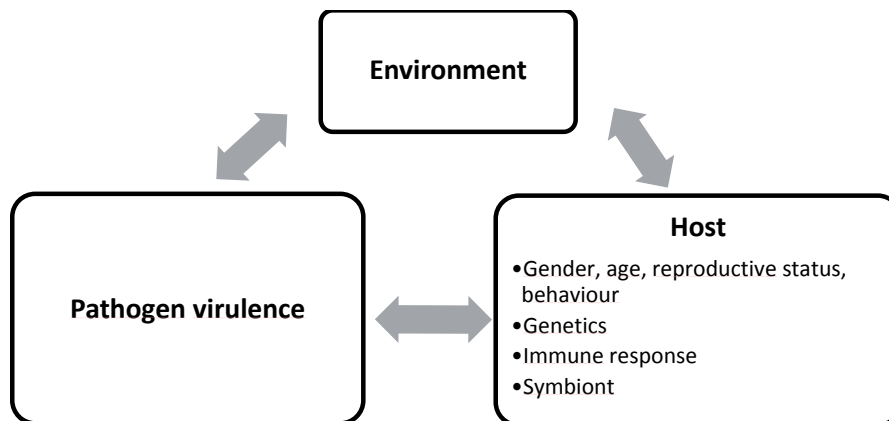 Environment
Pathogen virulence
Host
•Gender, age, reproductive status,
behaviour
•Genetics
•Immune response
•Symbiont